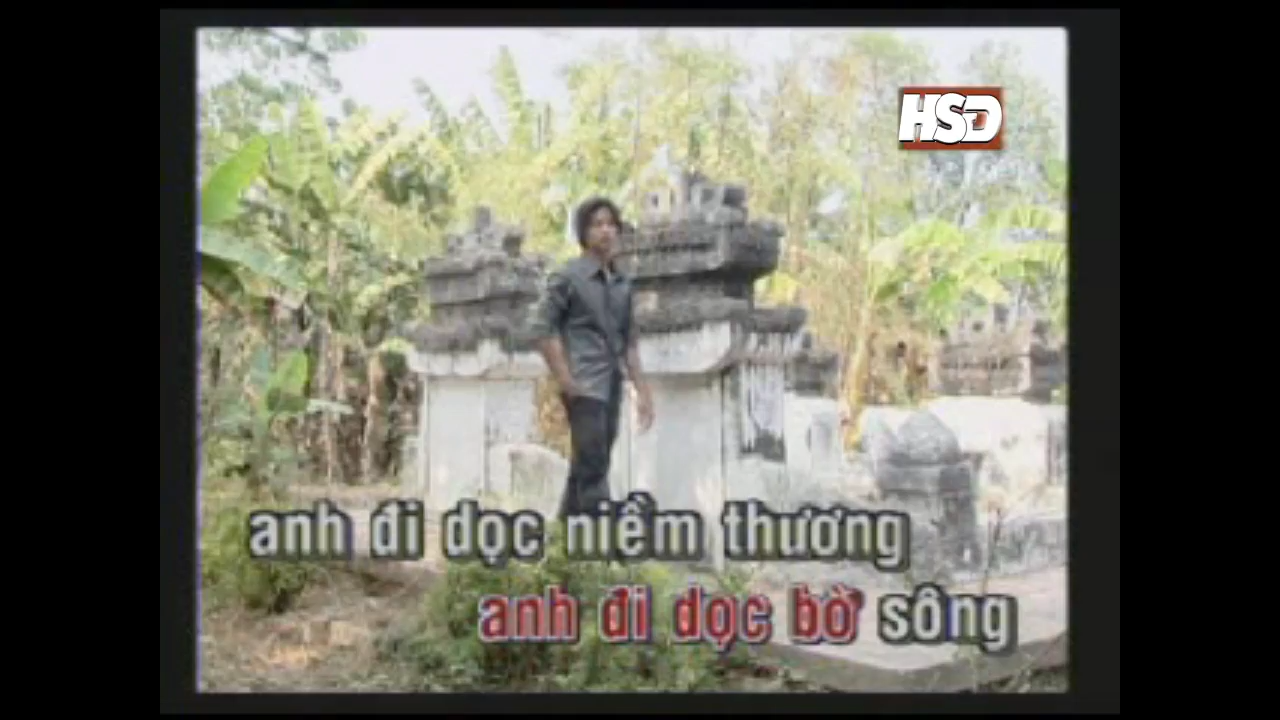 HSD
anh đi dọc niềm thương
anh đi dọc bờ sông